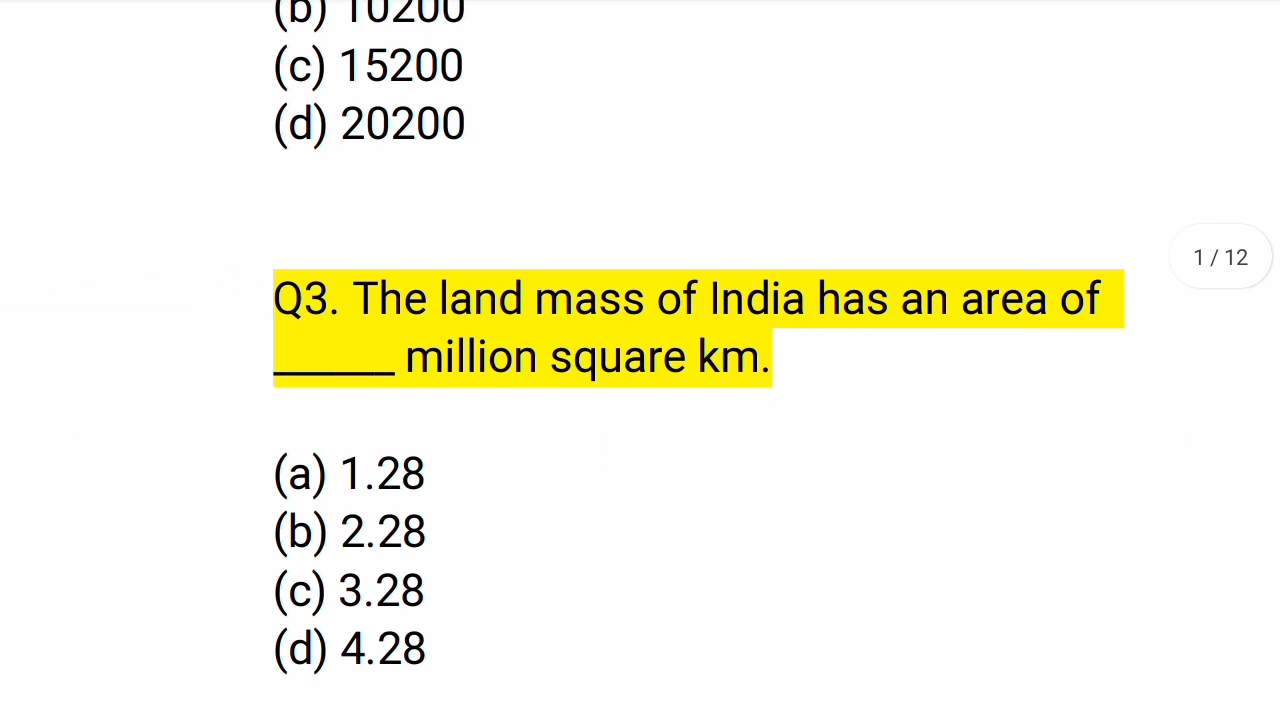 (b) 10200
(c) 15200
(d) 20200
1 / 12
Q3. The land mass of India has an area of
______ million square km.
(a) 1.28
(b) 2.28
(c) 3.28
(d) 4.28